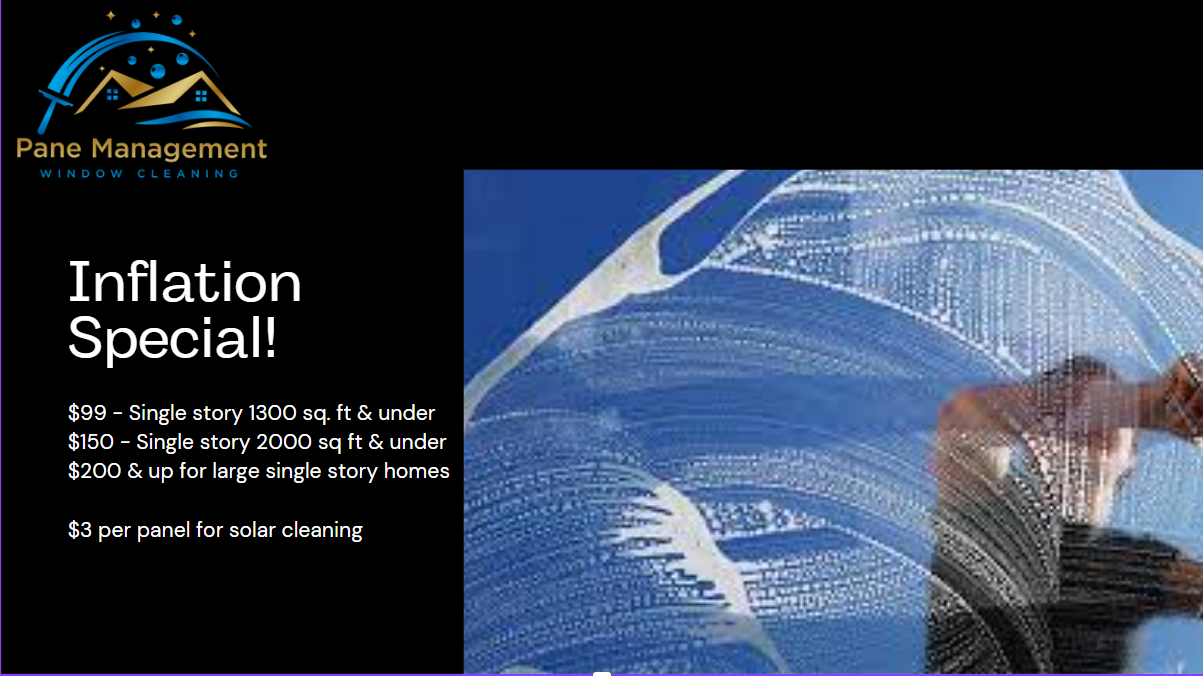 Pane Management
WINDOW CLEANING
Inflation
Special!
$99 - Single story 1300 sq. ft & under
$150 - Single story 2000 sq ft & under
$200 & up for large single story homes
$3 per panel for solar cleaning